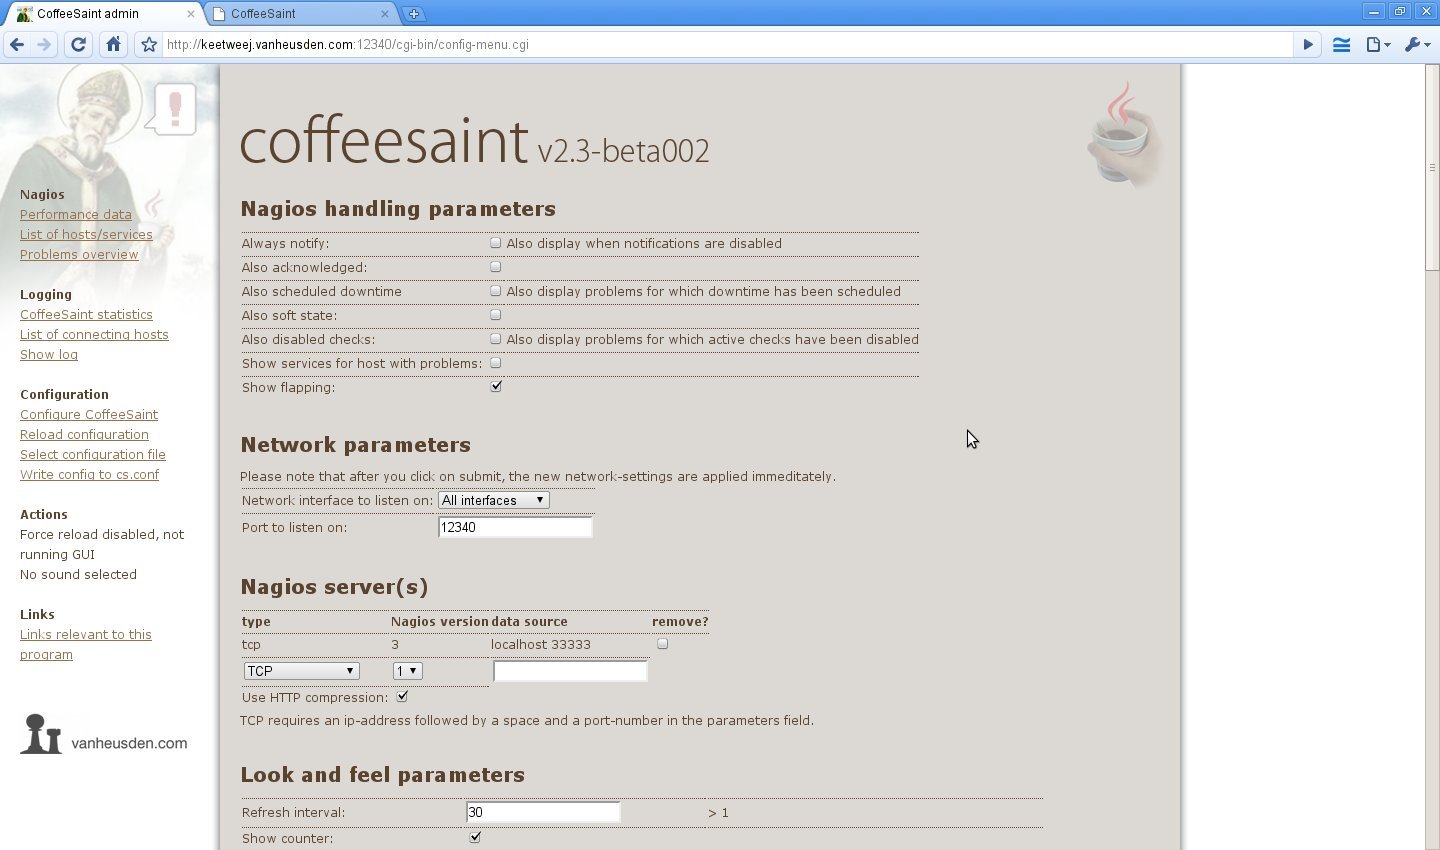 CoffeeSaint admin
CoffeeSaint
http://keetweej.vanheusden.com:12340/cgi-bin/config-menu.cgi
Nagios
Performance data
List of hosts/services
Problems overview
Logging
CoffeeSaint statistics
List of connecting hosts
Show log
Configuration
Configure CoffeeSaint
Reload configuration
Select configuration file
Write config to cs.conf
Actions
Force reload disabled, not
running GUI
No sound selected
Links
Links relevant to this
program
vanheusden.com
coffeesaint v2.3-beta002
Nagios handling parameters
Always notify: Also display when notifications are disabled
Also acknowledged:
Also scheduled downtime Also display problems for which downtime has been scheduled
Also soft state:
Also disabled checks: Also display problems for which active checks have been disabled
Show services for host with problems:
Show flapping:
Network parameters
Please note that after you click on submit, the new network-settings are applied immeditately.
Network interface to listen on: All interfaces
Port to listen on: 12340
Nagios server(s)
type Nagios version data source remove?
tcp 3 localhost 33333
TCP 1
Use HTTP compression:
TCP requires an ip-address followed by a space and a port-number in the parameters field.
Look and feel parameters
Refresh interval: 30 > 1
Show counter: